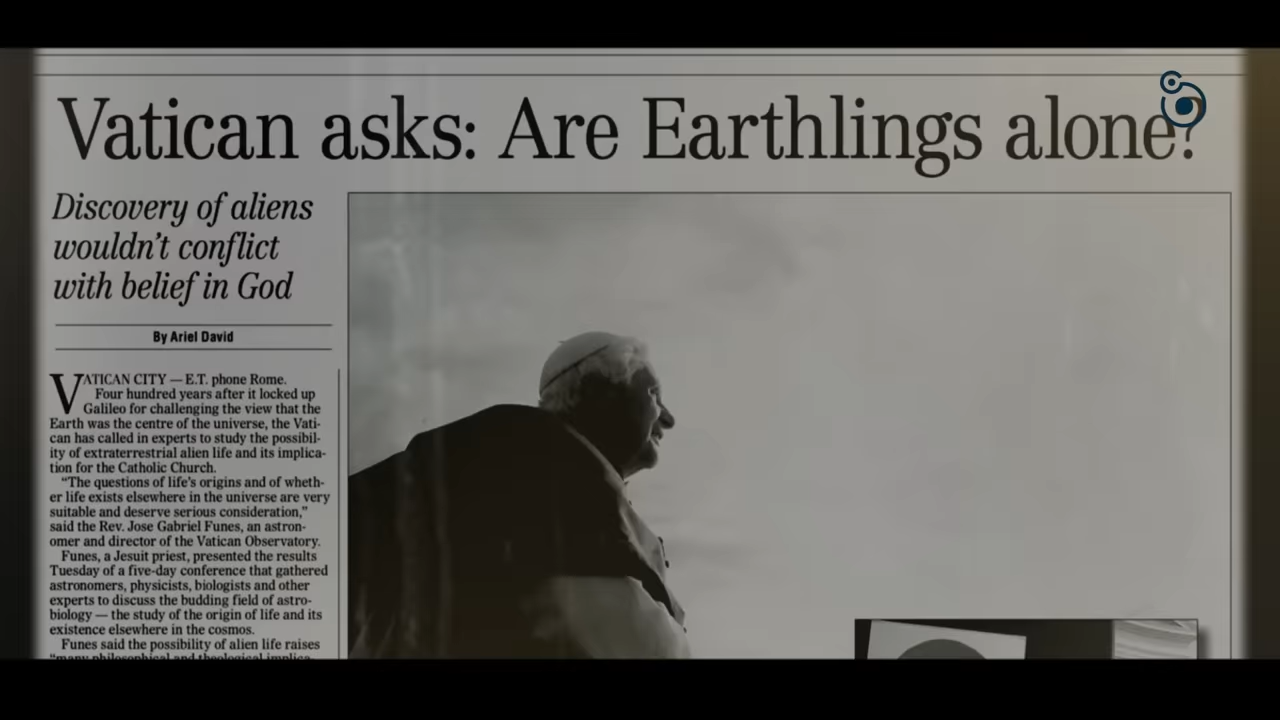 Vatican asks: Are Earthlings alone?
Discovery of aliens
wouldn't conflict
with belief in God
By Ariel David
VATICAN CITY — E.T. phone Rome.
Four hundred years after it locked up
Galileo for challenging the view that the
Earth was the centre of the universe, the Vati-
can has called in experts to study the possibil-
ity of extraterrestrial alien life and its implica-
tion for the Catholic Church.
"The questions of life's origins and of wheth-
er life exists elsewhere in the universe are very
suitable and deserve serious consideration,"
said the Rev. Jose Gabriel Funes, an astron-
omer and director of the Vatican Observatory.
Funes, a Jesuit priest, presented the results
Tuesday of a five-day conference that gathered
astronomers, physicists, biologists and other
experts to discuss the budding field of astro-
biology — the study of the origin of life and its
existence elsewhere in the cosmos.
Funes said the possibility of alien life raises
"many philosophical and theological implica-